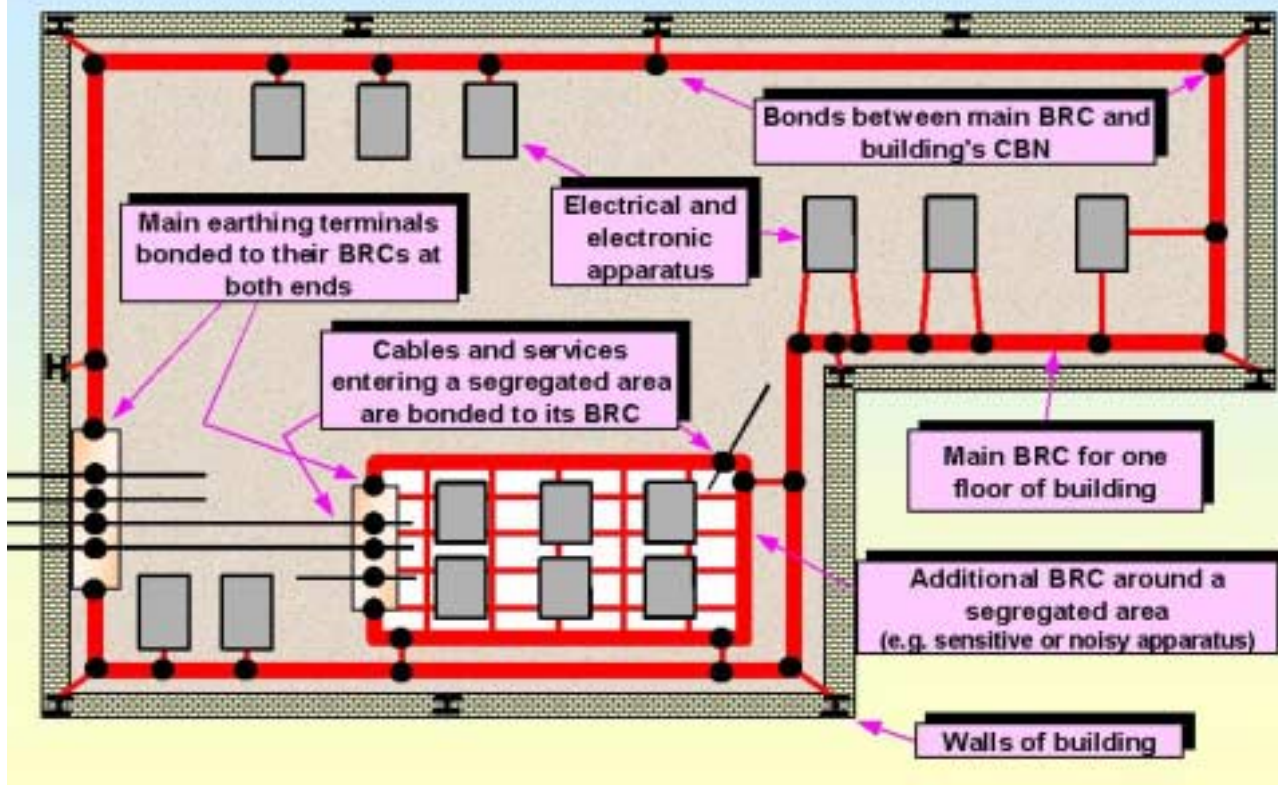 Bonds between main BRC and
building's CBN
Electrical and
electronic
apparatus
Main earthing terminals
bonded to their BRCs at
both ends
Cables and services
entering a segregated area
are bonded to its BRC
Main BRC for one
floor of building
Additional BRC around a
segregated area
(e.g. sensitive or noisy apparatus)
Walls of building